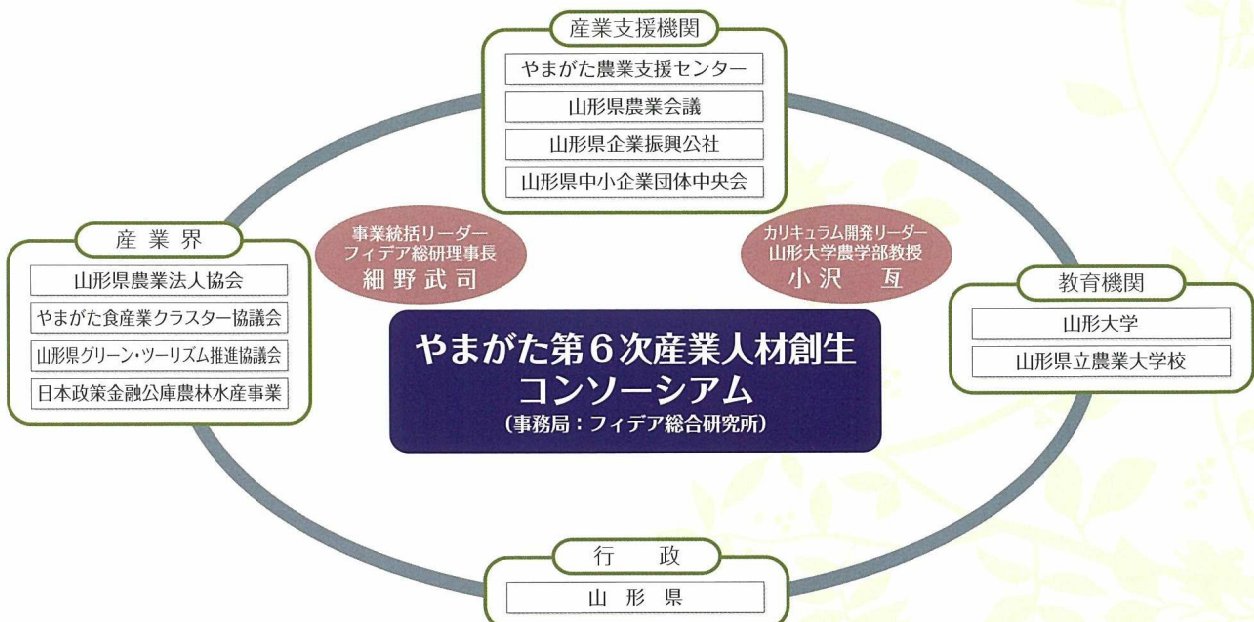 産業支援機関
やまがた農業支援センター
山形県農業会議
山形県企業振興公社
山形県中小企業団体中央会
産業界
山形県農業法人協会
やまがた食産業クラスター協議会
山形県グリーン・ツーリズム推進協議会
日本政策金融公庫農林水産事業
事業統括リーダー
フィデア総研理事長
細野武司
カリキュラム開発リーダー
山形大学農学部教授
小沢 亙
教育機関
山形大学
山形県立農業大学校
やまがた第6次産業人材創生
コンソーシアム
(事務局:フィデア総合研究所)
行 政
山 形 県